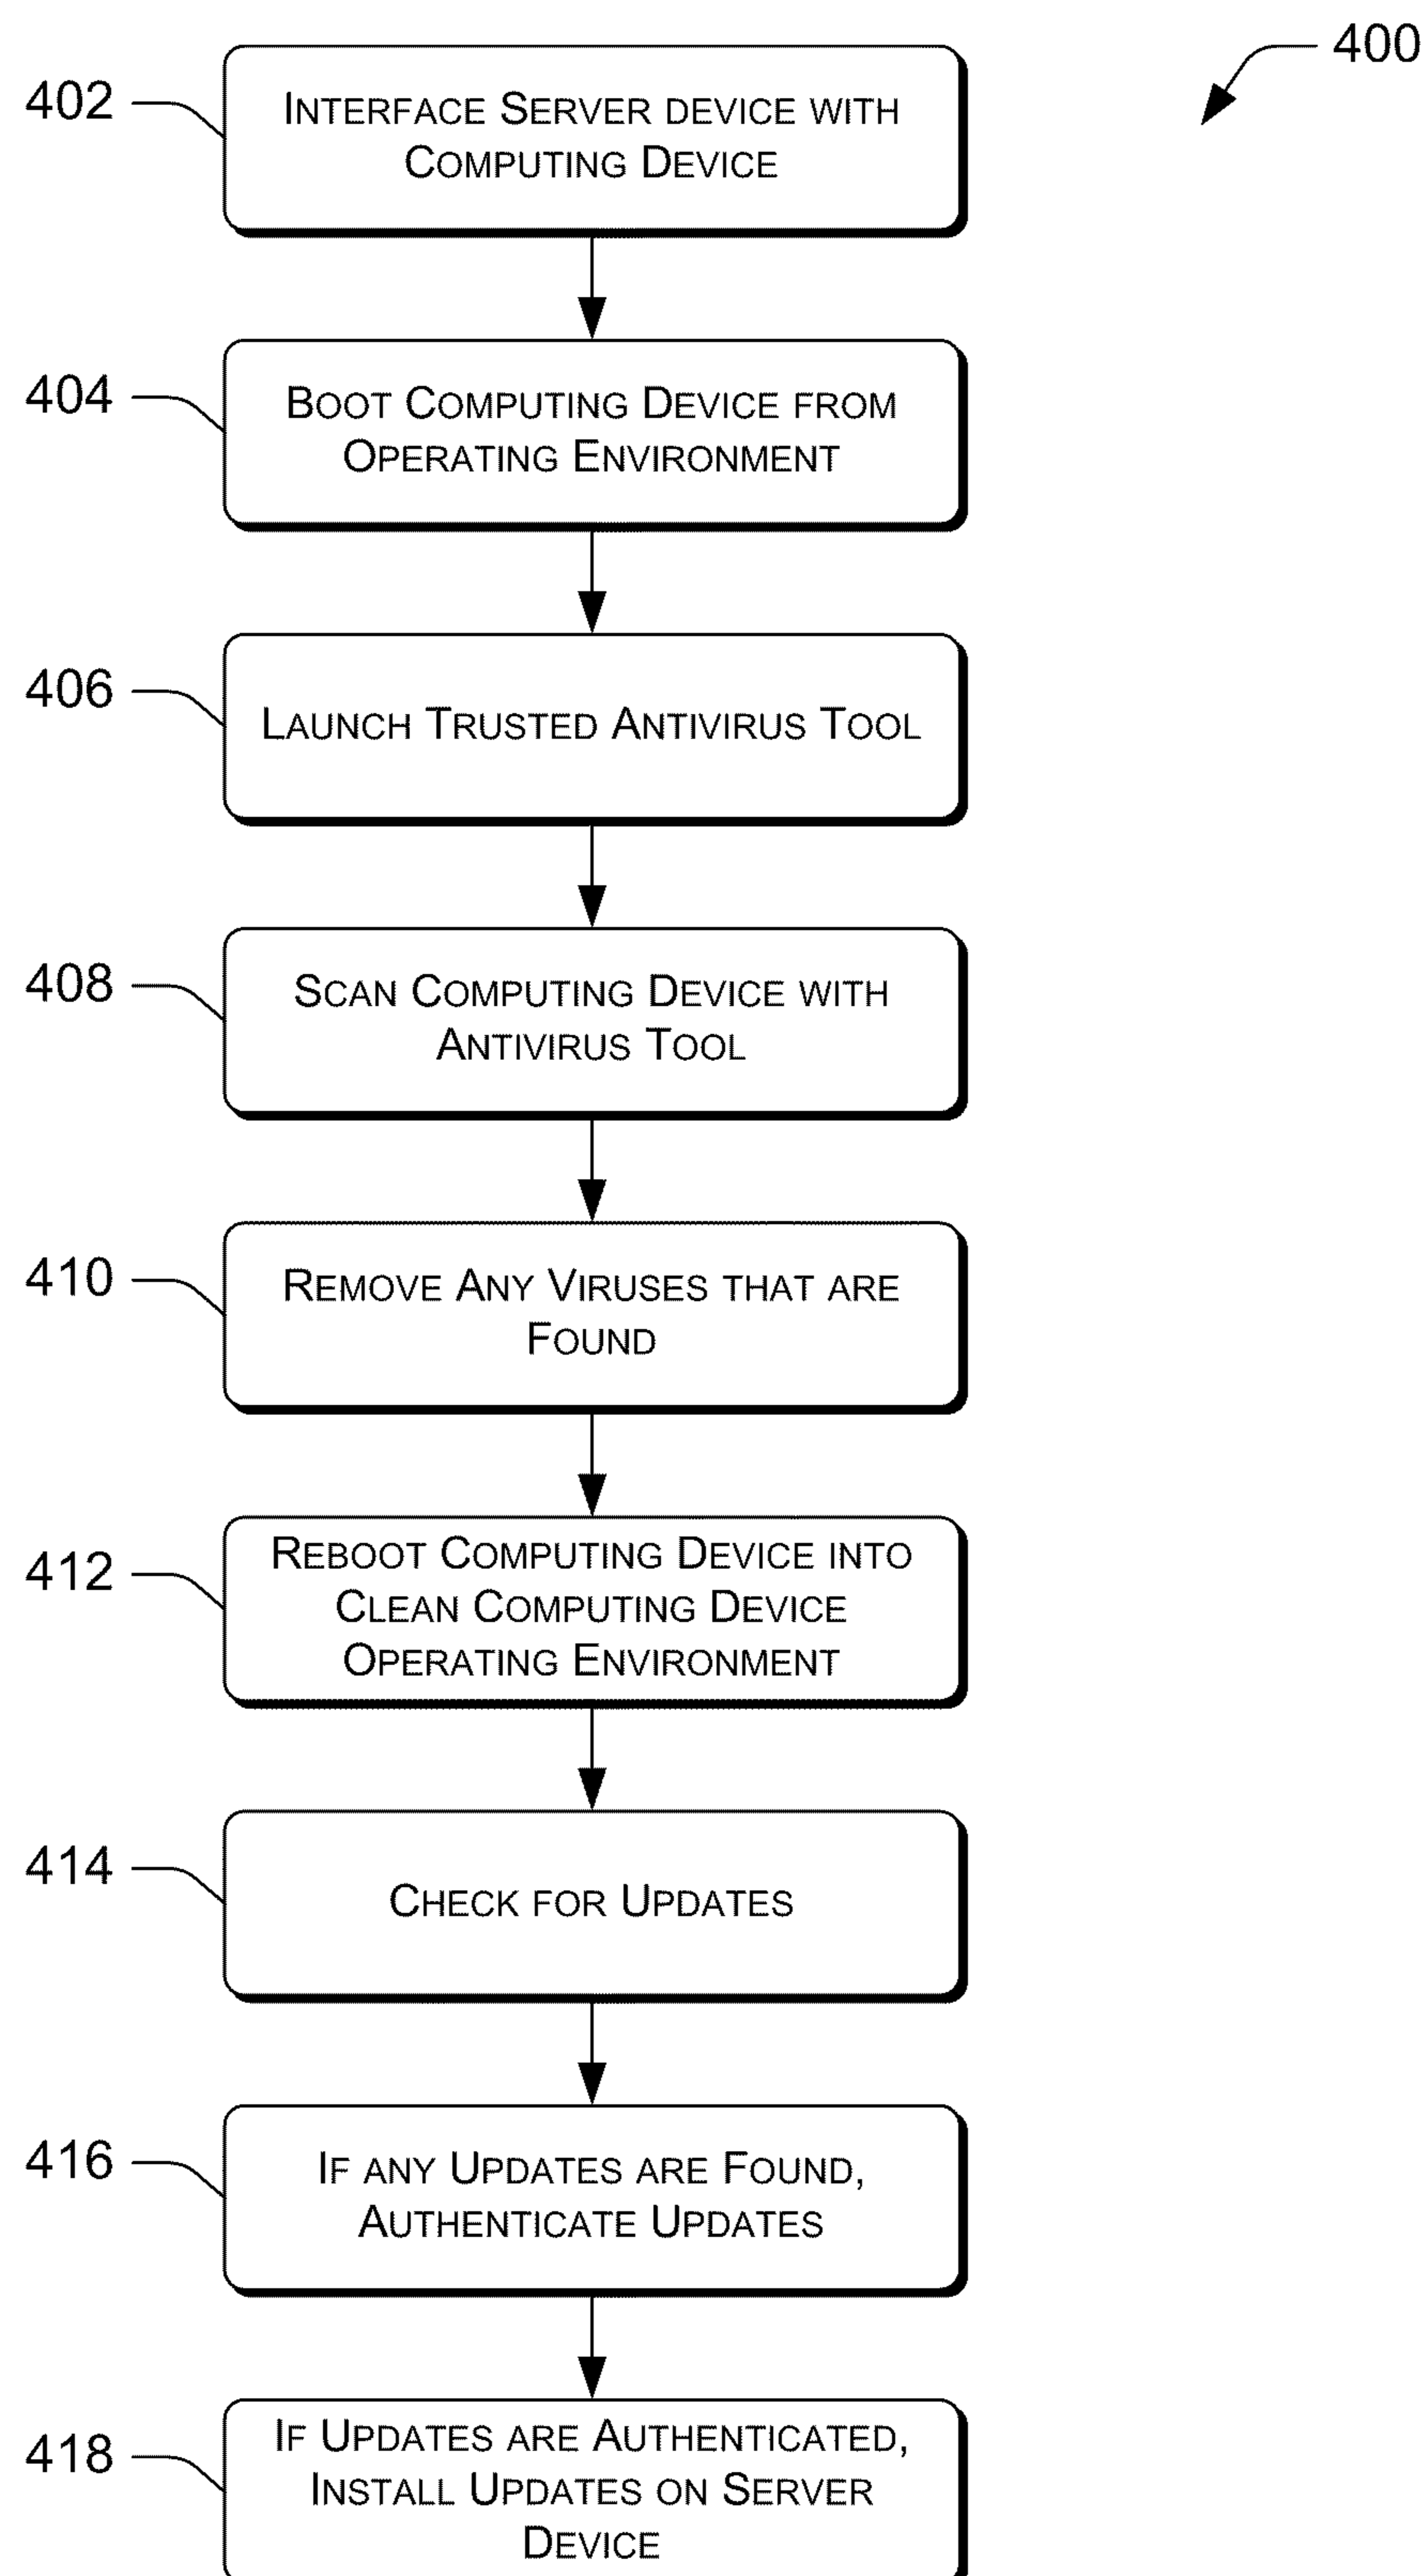 400
402
INTERFACE SERVER DEVICE WITH
COMPUTING DEVICE
404
BOOT COMPUTING DEVICE FROM
OPERATING ENVIRONMENT
406
LAUNCH TRUSTED ANTIVIRUS TOOL
408
SCAN COMPUTING DEVICE WITH
ANTIVIRUS TOOL
410
REMOVE ANY VIRUSES THAT ARE
FOUND
412
REBOOT COMPUTING DEVICE INTO
CLEAN COMPUTING DEVICE
OPERATING ENVIRONMENT
414
CHECK FOR UPDATES
416
IF ANY UPDATES ARE FOUND,
AUTHENTICATE UPDATES
418
IF UPDATES ARE AUTHENTICATED,
INSTALL UPDATES ON SERVER
DEVICE